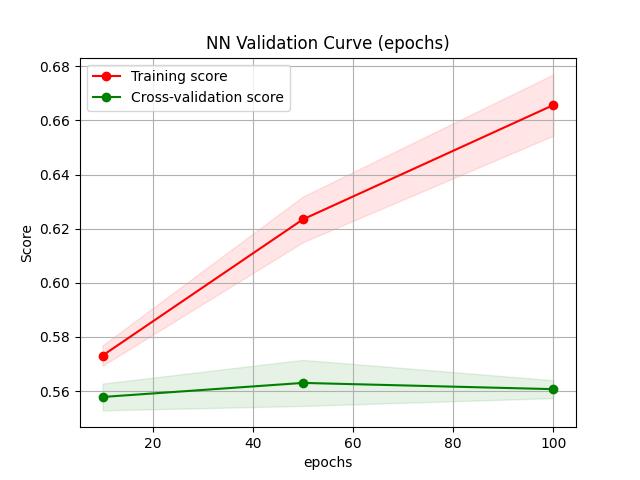 NN Validation Curve (epochs)
Training score
Cross-validation score
Score
0.68
0.66
0.64
0.62
0.60
0.58
0.56
20 40 60 80 100
epochs